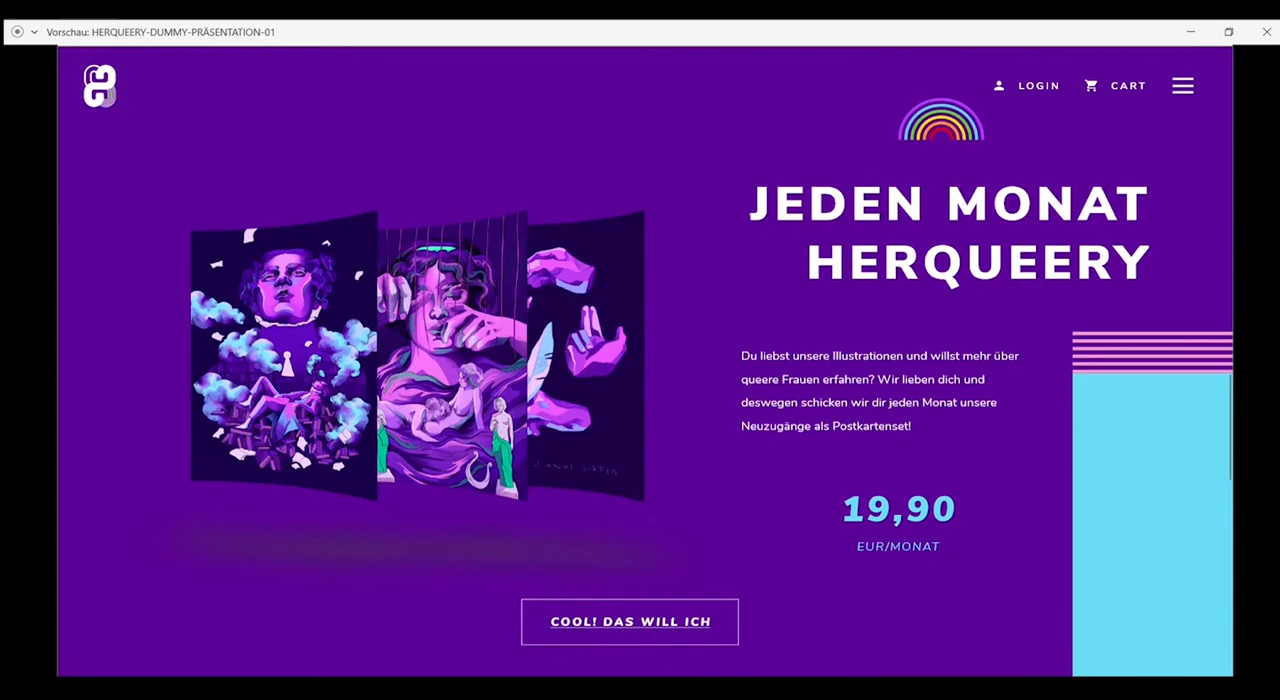 Vorschau: HERQUEERY-DUMMY-PRÄSENTATION-01
LOGIN
CART
JEDEN MONAT
HERQUEERY
Du liebst unsere Illustrationen und willst mehr über
queere Frauen erfahren? Wir lieben dich und
deswegen schicken wir dir jeden Monat unsere
Neuzugänge als Postkartenset!
19,90
EUR/MONAT
COOL! DAS WILL ICH